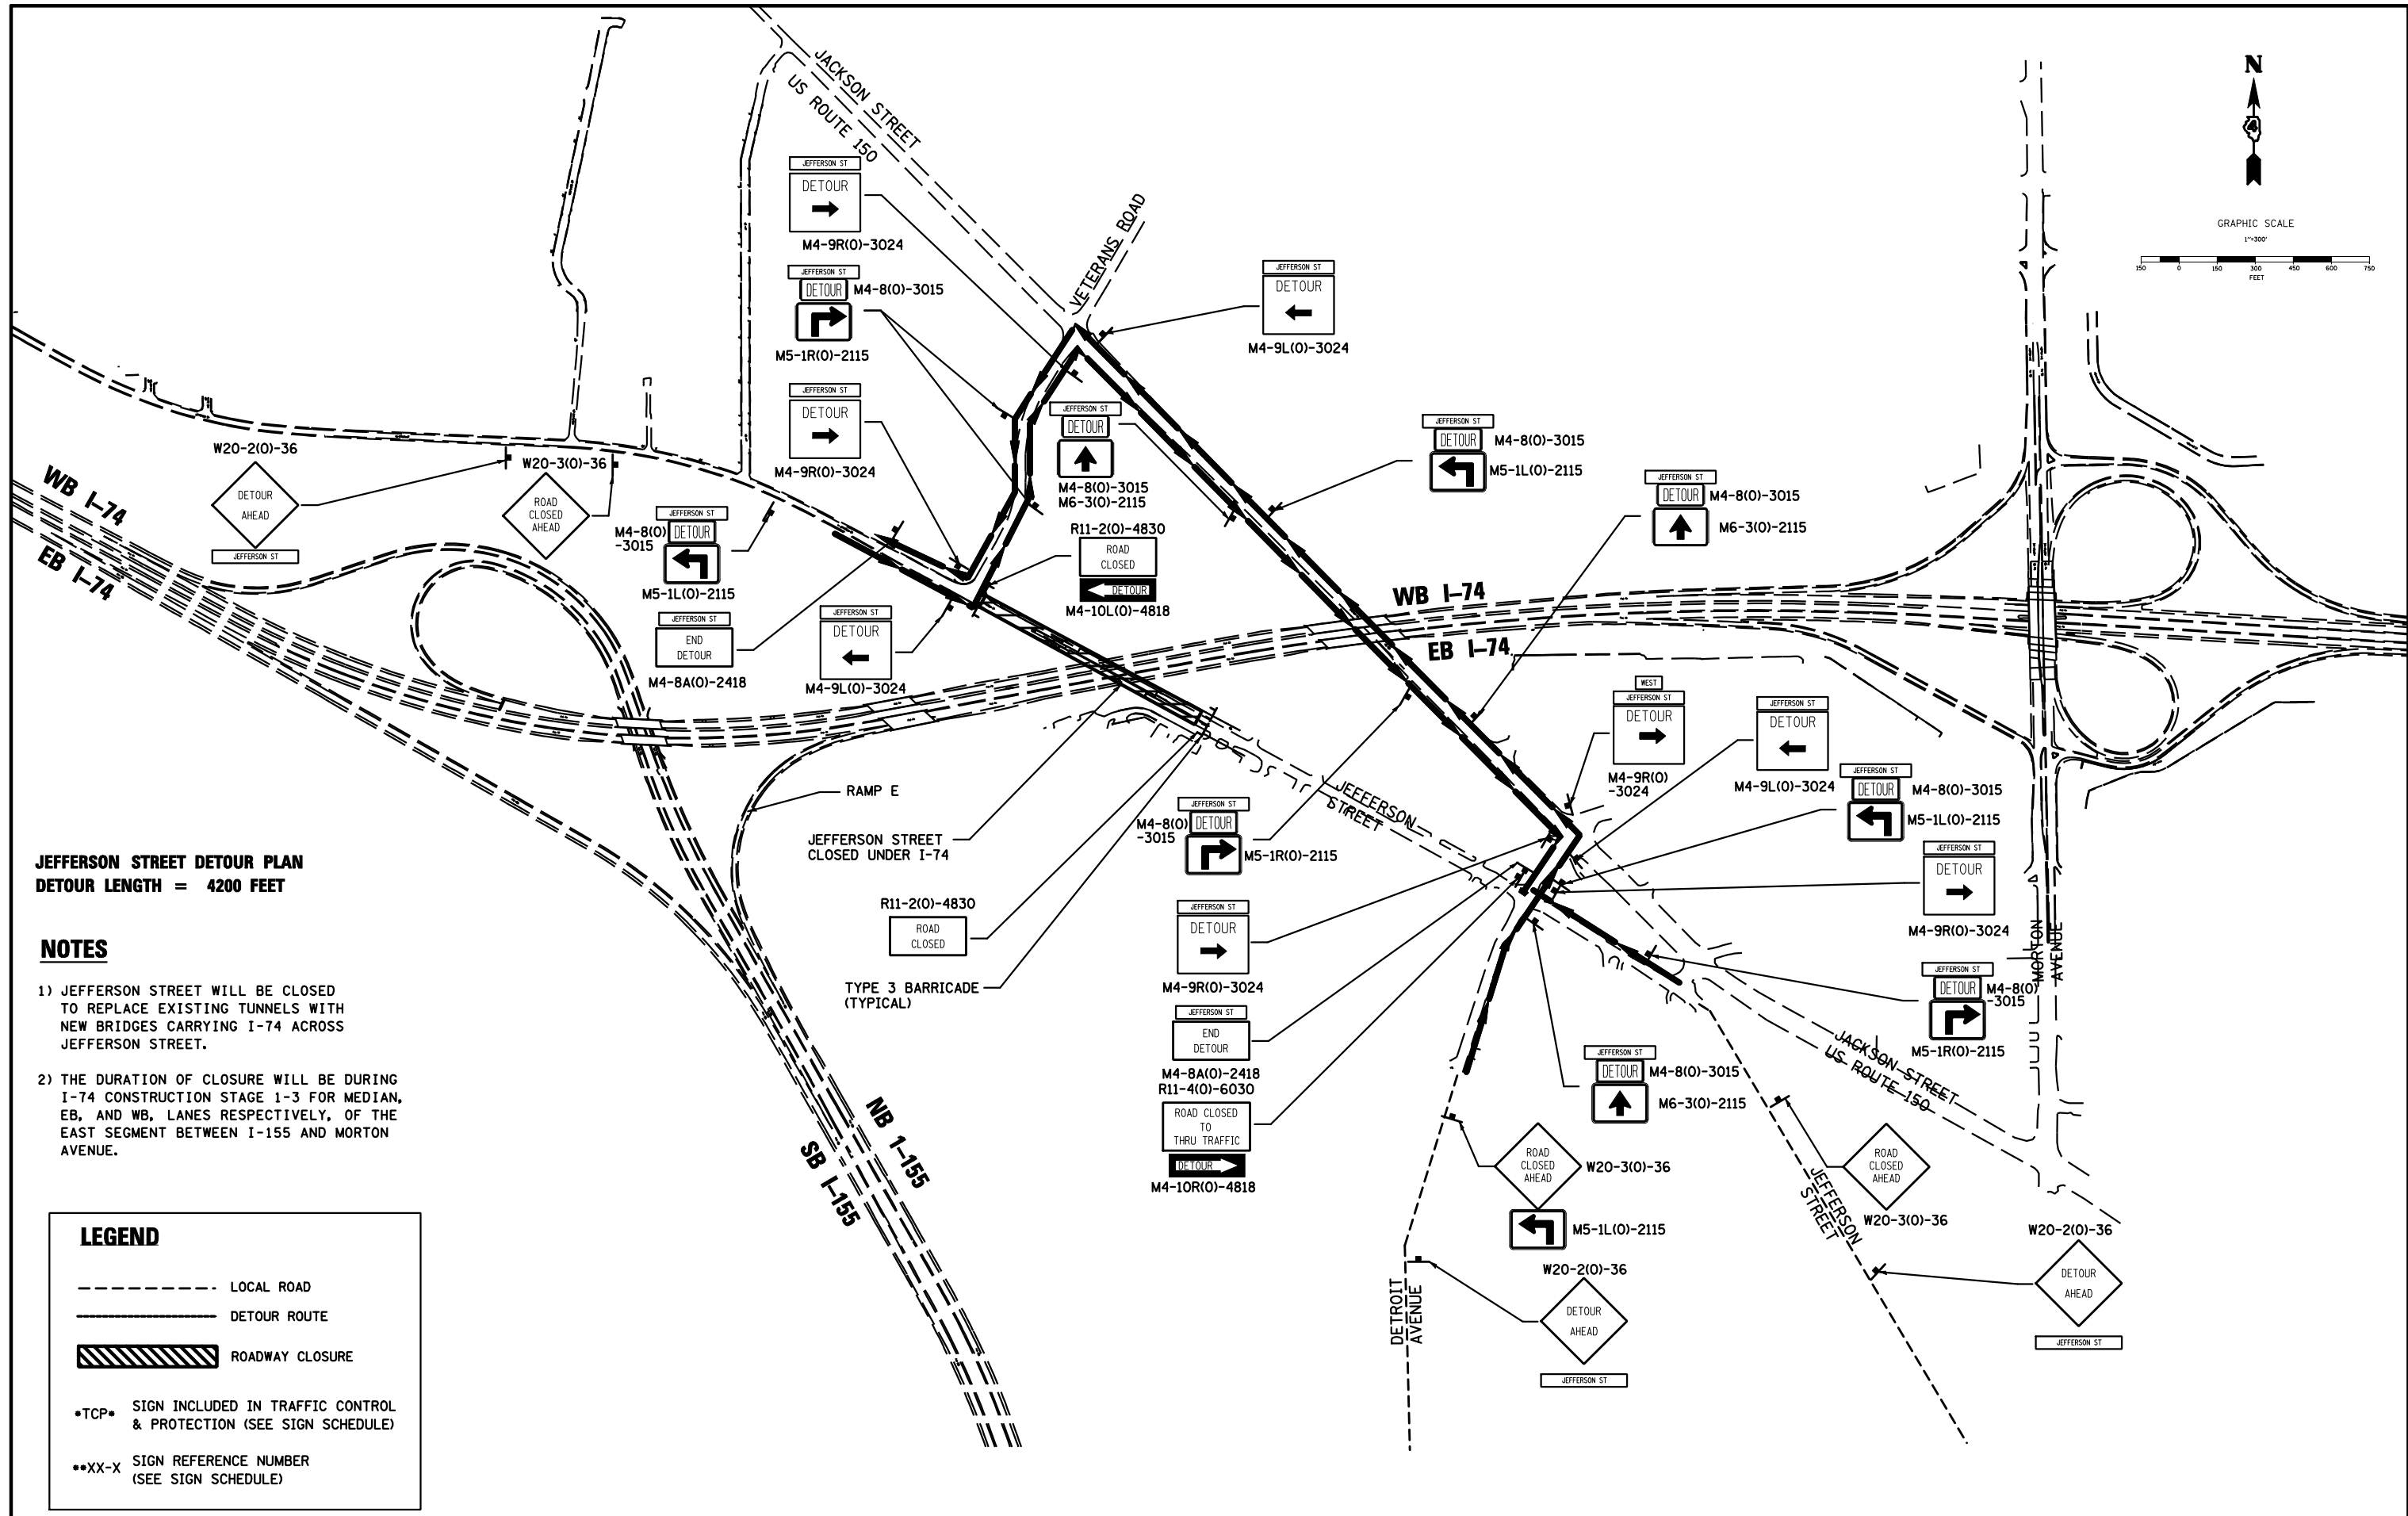 JACKSON STREET
US ROUTE 150
VETERANS ROAD
N
4
GRAPHIC SCALE
1"=300'
150 0 150 300 450 600 750
FEET
JEFFERSON ST
DETOUR
M4-9R(O)-3024
JEFFERSON ST
DETOUR M4-8(O)-3015
M5-1R(O)-2115
JEFFERSON ST
DETOUR
M4-9R(O)-3024
JEFFERSON ST
DETOUR
M4-9L(O)-3024
JEFFERSON ST
DETOUR
M4-8(O)-3015
M6-3(O)-2115
JEFFERSON ST
DETOUR M4-8(O)-3015
M5-1L(O)-2115
JEFFERSON ST
DETOUR M4-8(O)-3015
M6-3(O)-2115
W20-2(O)-36
DETOUR
AHEAD
JEFFERSON ST
W20-3(O)-36
ROAD
CLOSED
AHEAD
WB I-74
EB I-74
JEFFERSON ST
M4-8(O)
-3015
DETOUR
M5-1L(O)-2115
JEFFERSON ST
END
DETOUR
M4-8A(O)-2418
JEFFERSON ST
DETOUR
M4-9L(O)-3024
R11-2(O)-4830
ROAD
CLOSED
DETOUR
M4-10L(O)-4818
WB I-74
EB I-74
WEST
JEFFERSON ST
DETOUR
M4-9R(O)
-3024
JEFFERSON ST
DETOUR
M4-9L(O)-3024
JEFFERSON ST
DETOUR M4-8(O)-3015
M5-1L(O)-2115
JEFFERSON ST
DETOUR
M4-9R(O)-3024
RAMP E
JEFFERSON STREET
CLOSED UNDER I-74
JEFFERSON
STREET
JEFFERSON ST
M4-8(O)
-3015
DETOUR
M5-1R(O)-2115
R11-2(O)-4830
ROAD
CLOSED
TYPE 3 BARRICADE
(TYPICAL)
JEFFERSON ST
DETOUR
M4-9R(O)-3024
JEFFERSON ST
END
DETOUR
M4-8A(O)-2418
R11-4(O)-6030
ROAD CLOSED
TO
THRU TRAFFIC
DETOUR
M4-10R(O)-4818
MORTON
AVENUE
JEFFERSON ST
DETOUR M4-8(O)
-3015
M5-1R(O)-2115
JEFFERSON ST
DETOUR M4-8(O)-3015
M6-3(O)-2115
JACKSON STREET
US ROUTE 150
ROAD
CLOSED
AHEAD
W20-3(O)-36
M5-1L(O)-2115
W20-2(O)-36
DETOUR
AHEAD
JEFFERSON ST
DETROIT
AVENUE
JEFFERSON
STREET
ROAD
CLOSED
AHEAD
W20-3(O)-36
W20-2(O)-36
DETOUR
AHEAD
JEFFERSON ST
NB I-155
SB I-155
JEFFERSON STREET DETOUR PLAN
DETOUR LENGTH = 4200 FEET
NOTES
1) JEFFERSON STREET WILL BE CLOSED
TO REPLACE EXISTING TUNNELS WITH
NEW BRIDGES CARRYING I-74 ACROSS
JEFFERSON STREET.
2) THE DURATION OF CLOSURE WILL BE DURING
I-74 CONSTRUCTION STAGE 1-3 FOR MEDIAN,
EB, AND WB, LANES RESPECTIVELY, OF THE
EAST SEGMENT BETWEEN I-155 AND MORTON
AVENUE.
LEGEND
LOCAL ROAD
DETOUR ROUTE
ROADWAY CLOSURE
*TCP* SIGN INCLUDED IN TRAFFIC CONTROL
& PROTECTION (SEE SIGN SCHEDULE)
**XX-X SIGN REFERENCE NUMBER
(SEE SIGN SCHEDULE)